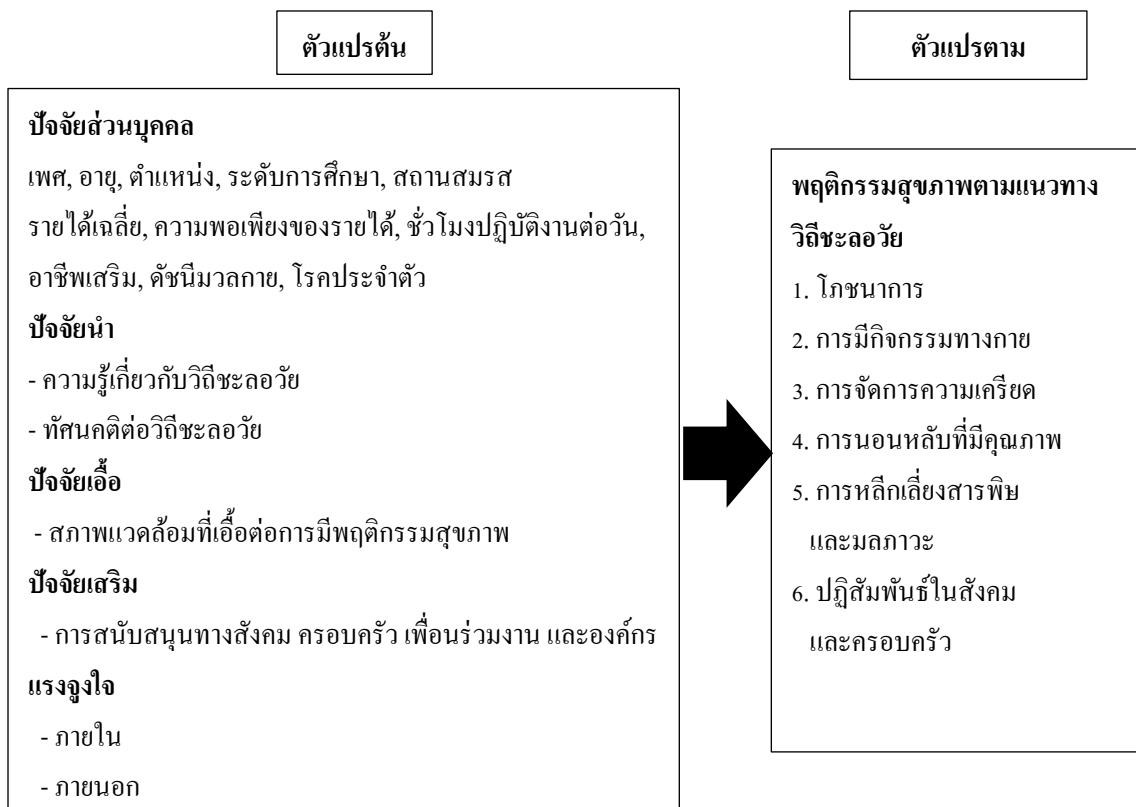 ตัวแปรต้น
ปัจจัยส่วนบุคคล
เพศ, อายุ, ตำแหน่ง, ระดับการศึกษา, สถานสมรส
รายได้เฉลี่ย, ความพอเพียงของรายได้, ชั่วโมงปฏิบัติงานต่อวัน,
อาชีพเสริม, ดัชนีมวลกาย, โรคประจำตัว
ปัจจัยนำ
- ความรู้เกี่ยวกับวิถีชะลอวัย
- ทัศนคติต่อวิถีชะลอวัย
ปัจจัยเอื้อ
- สภาพแวดล้อมที่เอื้อต่อการมีพฤติกรรมสุขภาพ
ปัจจัยเสริม
- การสนับสนุนทางสังคม ครอบครัว เพื่อนร่วมงาน และองค์กร
แรงจูงใจ
- ภายใน
- ภายนอก
ตัวแปรตาม
พฤติกรรมสุขภาพตามแนวทาง
วิถีชะลอวัย
1. โภชนาการ
2. การมีกิจกรรมทางกาย
3. การจัดการความเครียด
4. การนอนหลับที่มีคุณภาพ
5. การหลีกเลี่ยงสารพิษ
และมลภาวะ
6. ปฏิสัมพันธ์ในสังคม
และครอบครัว